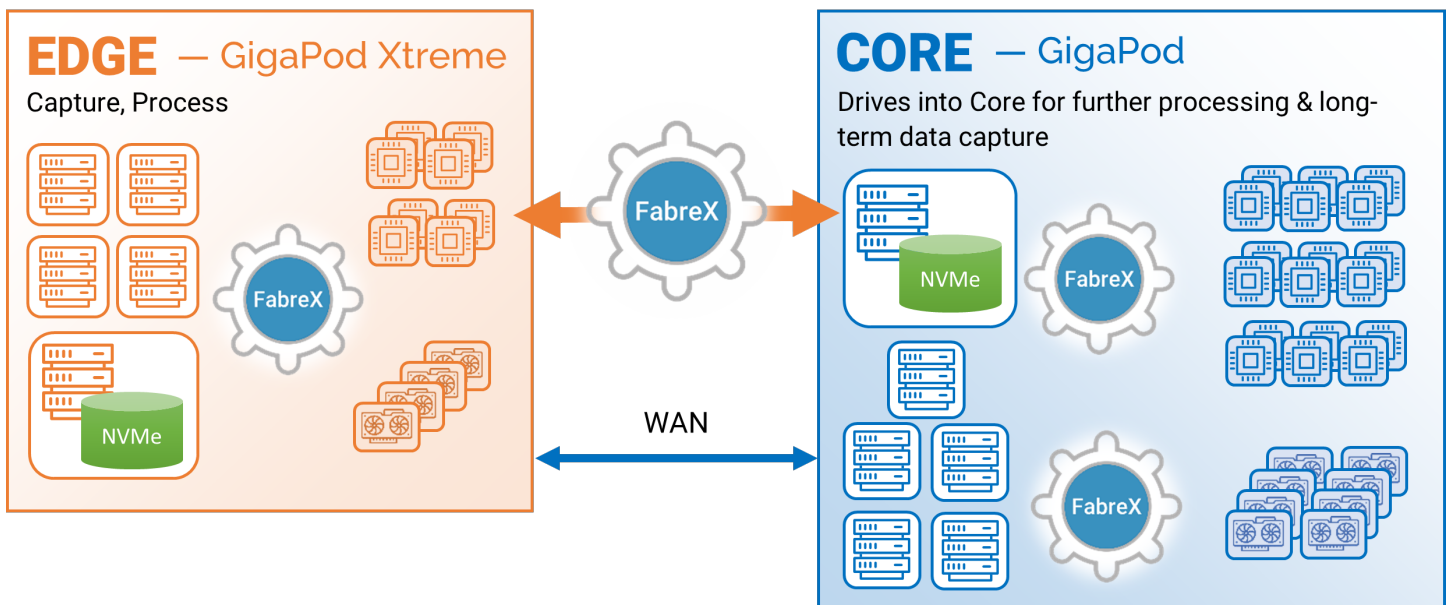 EDGE — GigaPod Xtreme
Capture, Process
FabreX
NVMe
FabreX
WAN
CORE — GigaPod
Drives into Core for further processing & long-
term data capture
NVMe
FabreX
FabreX